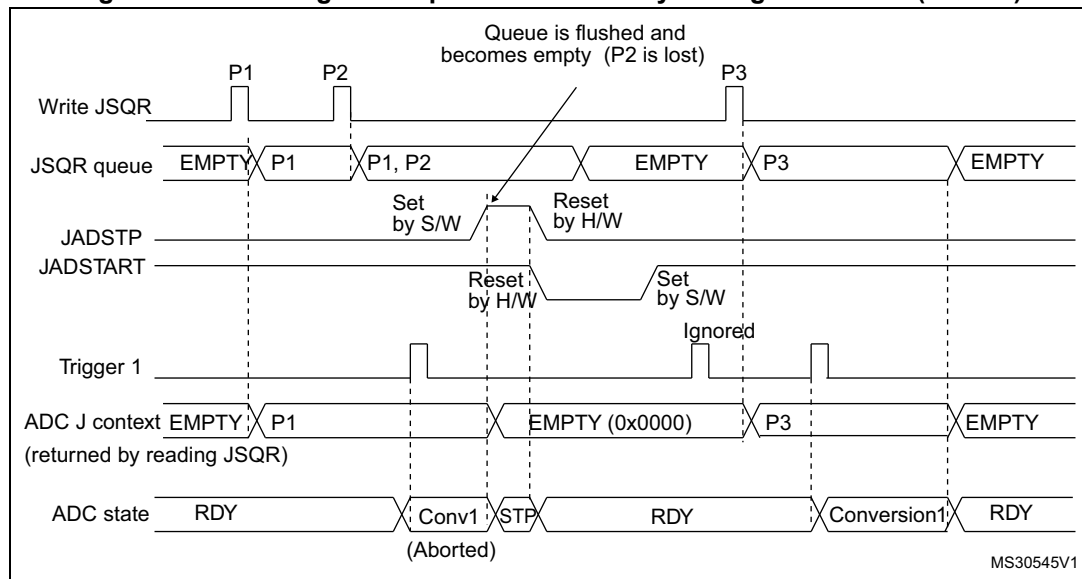 Queue is flushed and
becomes empty (P2 is lost)
P1 P2 P3
Write JSQR
JSQR queue EMPTY P1 P1, P2 EMPTY P3 EMPTY
Set by S/W
Reset by H/W
JADSTP
JADSTART
Reset by H/W
Set by S/W
Ignored
Trigger 1
ADC J context EMPTY P1 EMPTY (0x0000) P3 EMPTY
(returned by reading JSQR)
ADC state RDY Conv1 STP RDY Conversion1 RDY
(Aborted)
MS30545V1